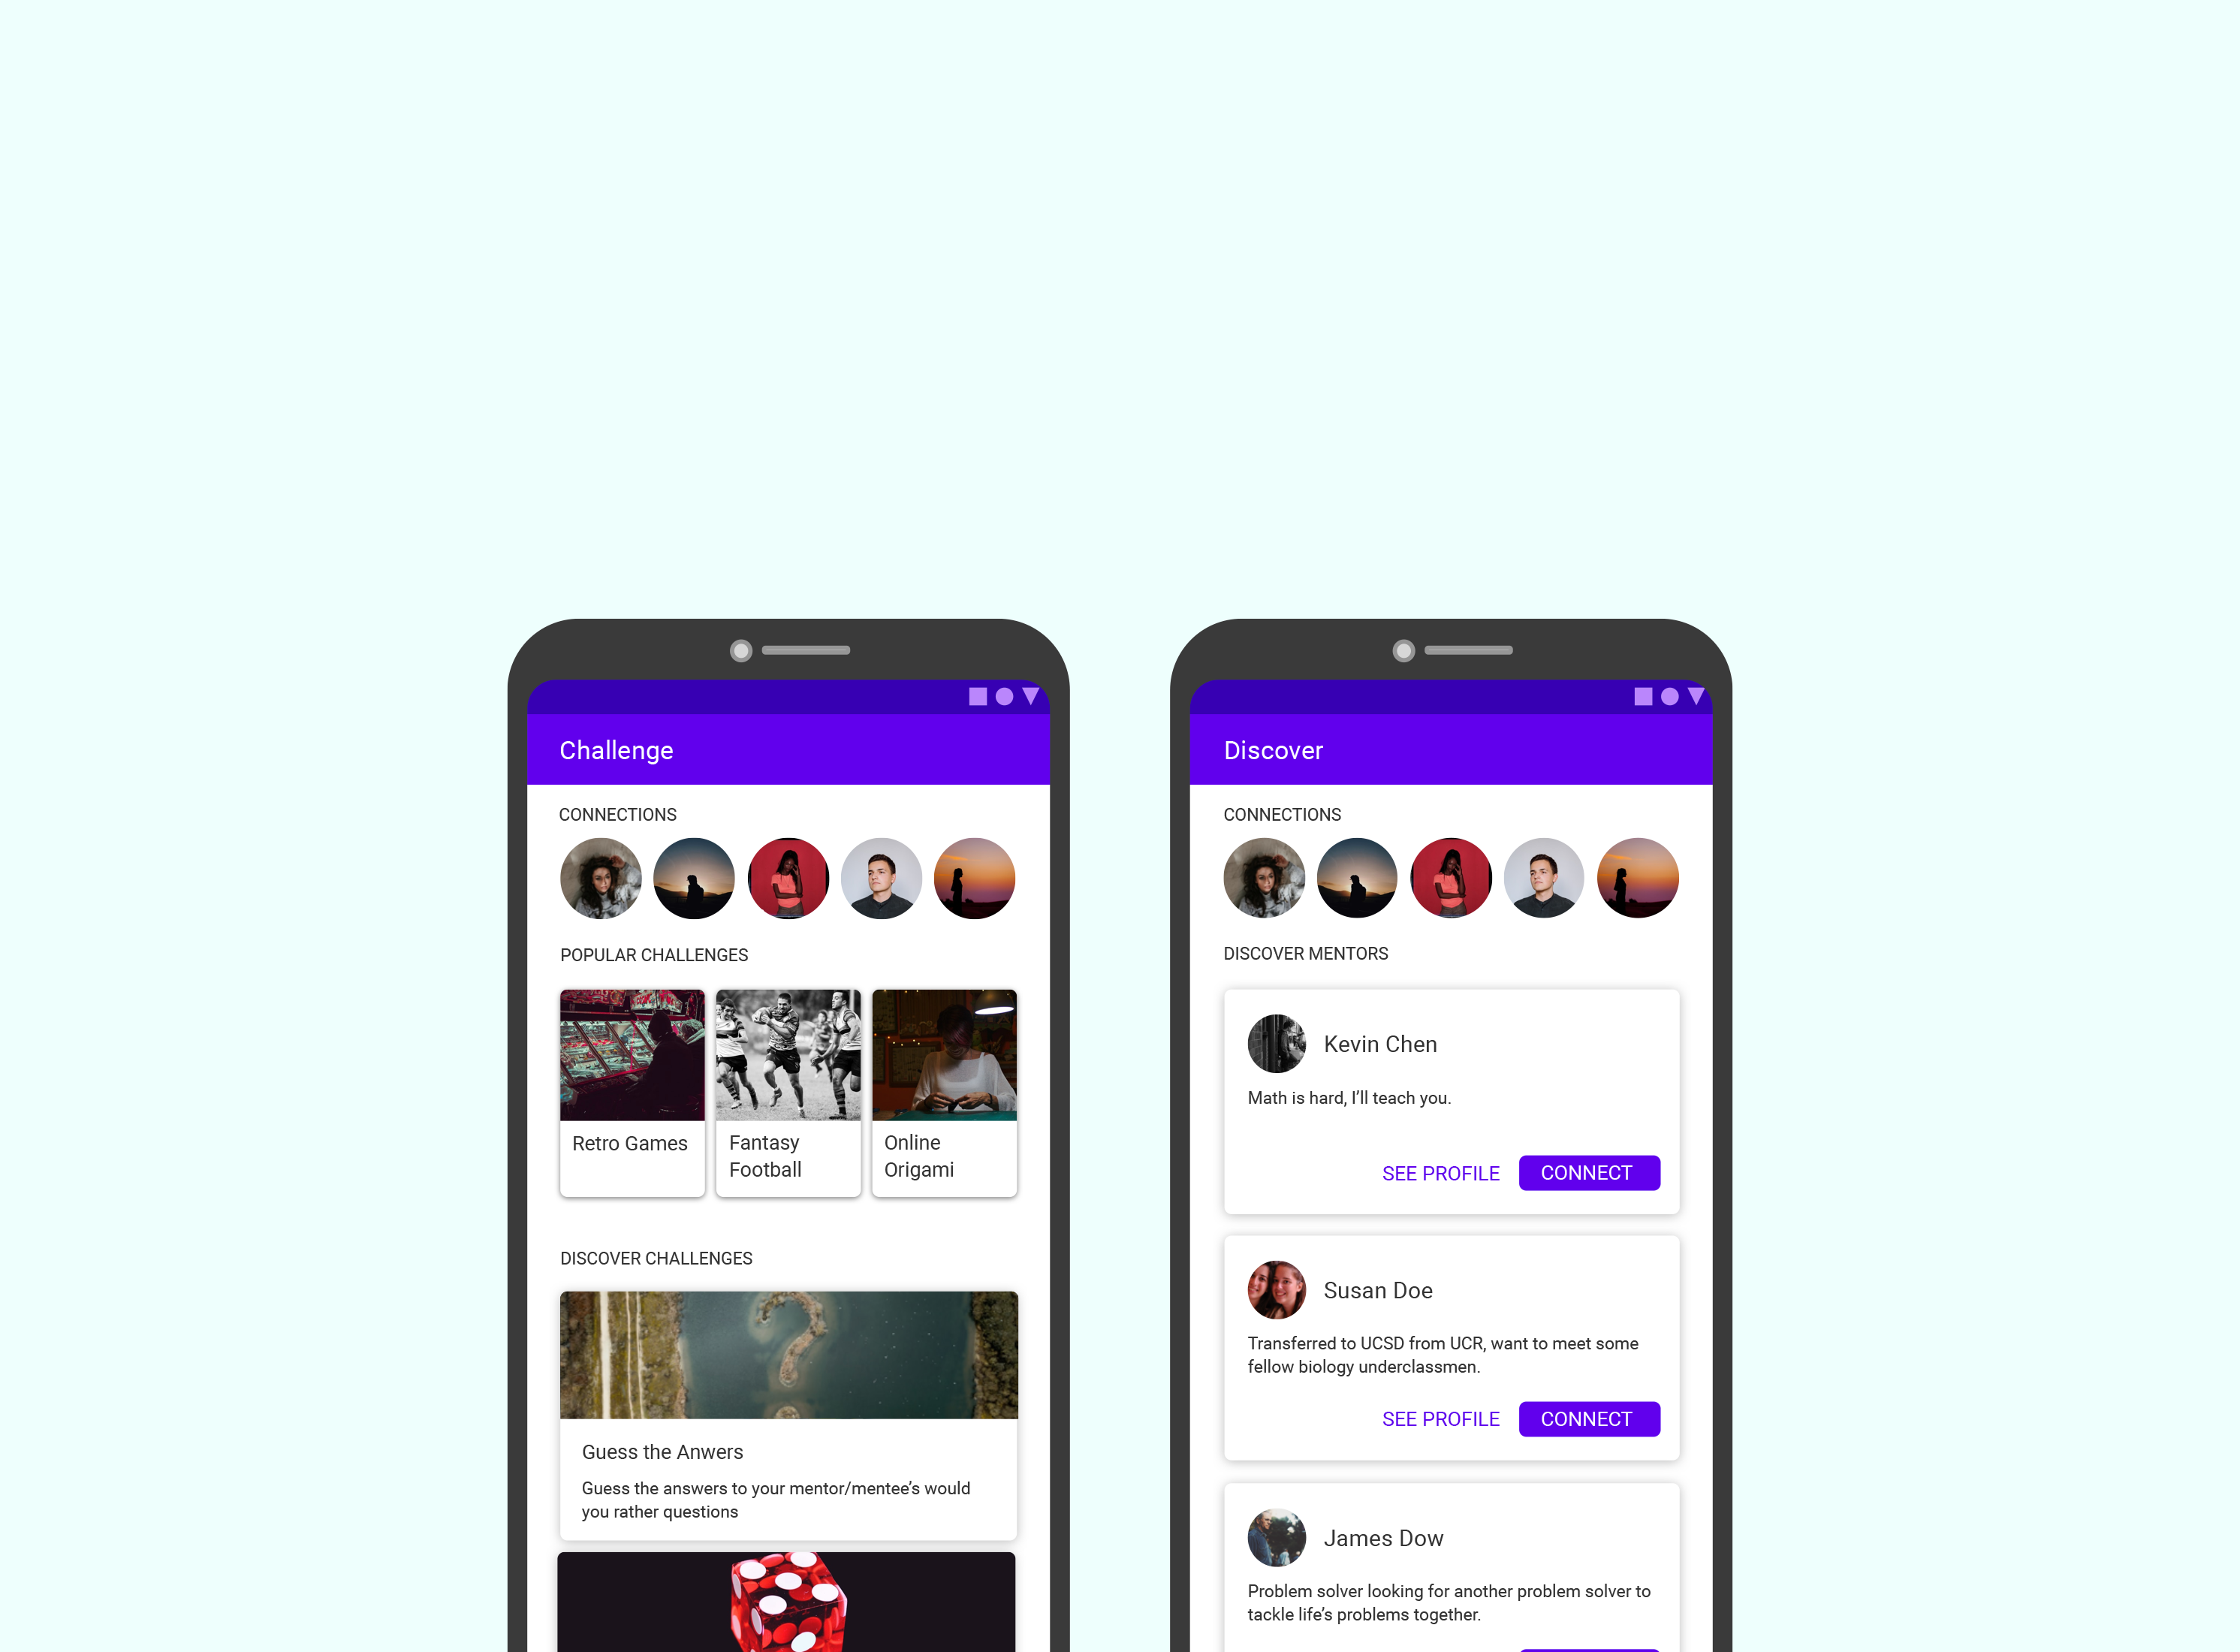 Challenge
CONNECTIONS
POPULAR CHALLENGES
Retro Games
Fantasy
Football
Online
Origami
DISCOVER CHALLENGES
Guess the Anwers
Guess the answers to your mentor/mentee’s would
you rather questions
Discover
CONNECTIONS
DISCOVER MENTORS
Kevin Chen
Math is hard, I’ll teach you.
SEE PROFILE
CONNECT
Susan Doe
Transferred to UCSD from UCR, want to meet some
fellow biology underclassmen.
SEE PROFILE
CONNECT
James Dow
Problem solver looking for another problem solver to
tackle life’s problems together.